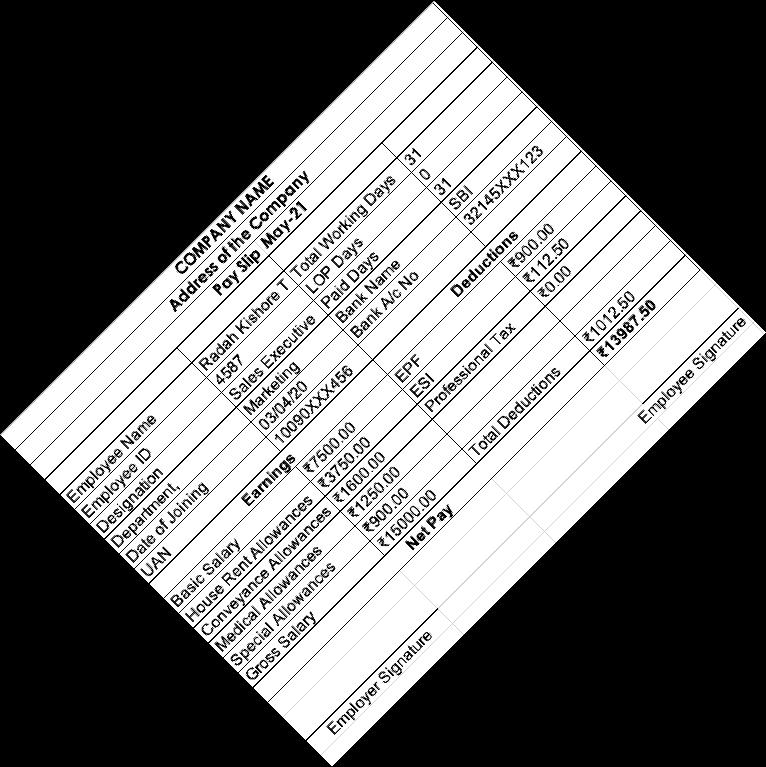 COMPANY NAME
Address of the Company
Pay Slip May-21
Employee Name Radah Kishore T Total Working Days 31
Employee ID 4587 LOP Days 0
Designation Sales Executive Paid Days 31
Department, Marketing Bank Name SBI
Date of Joining 03/04/20 Bank A/c No 32145XXX123
UAN 10090XXX456
Earnings Deductions
Basic Salary ₹7500.00 EPF ₹900.00
House Rent Allowances ₹3750.00 ESI ₹112.50
Conveyance Allowances ₹1600.00 Professional Tax ₹0.00
Medical Allowances ₹1250.00
Special Allowances ₹900.00
Gross Salary ₹15000.00 Total Deductions ₹1012.50
Net Pay ₹13987.50
Employer Signature Employee Signature